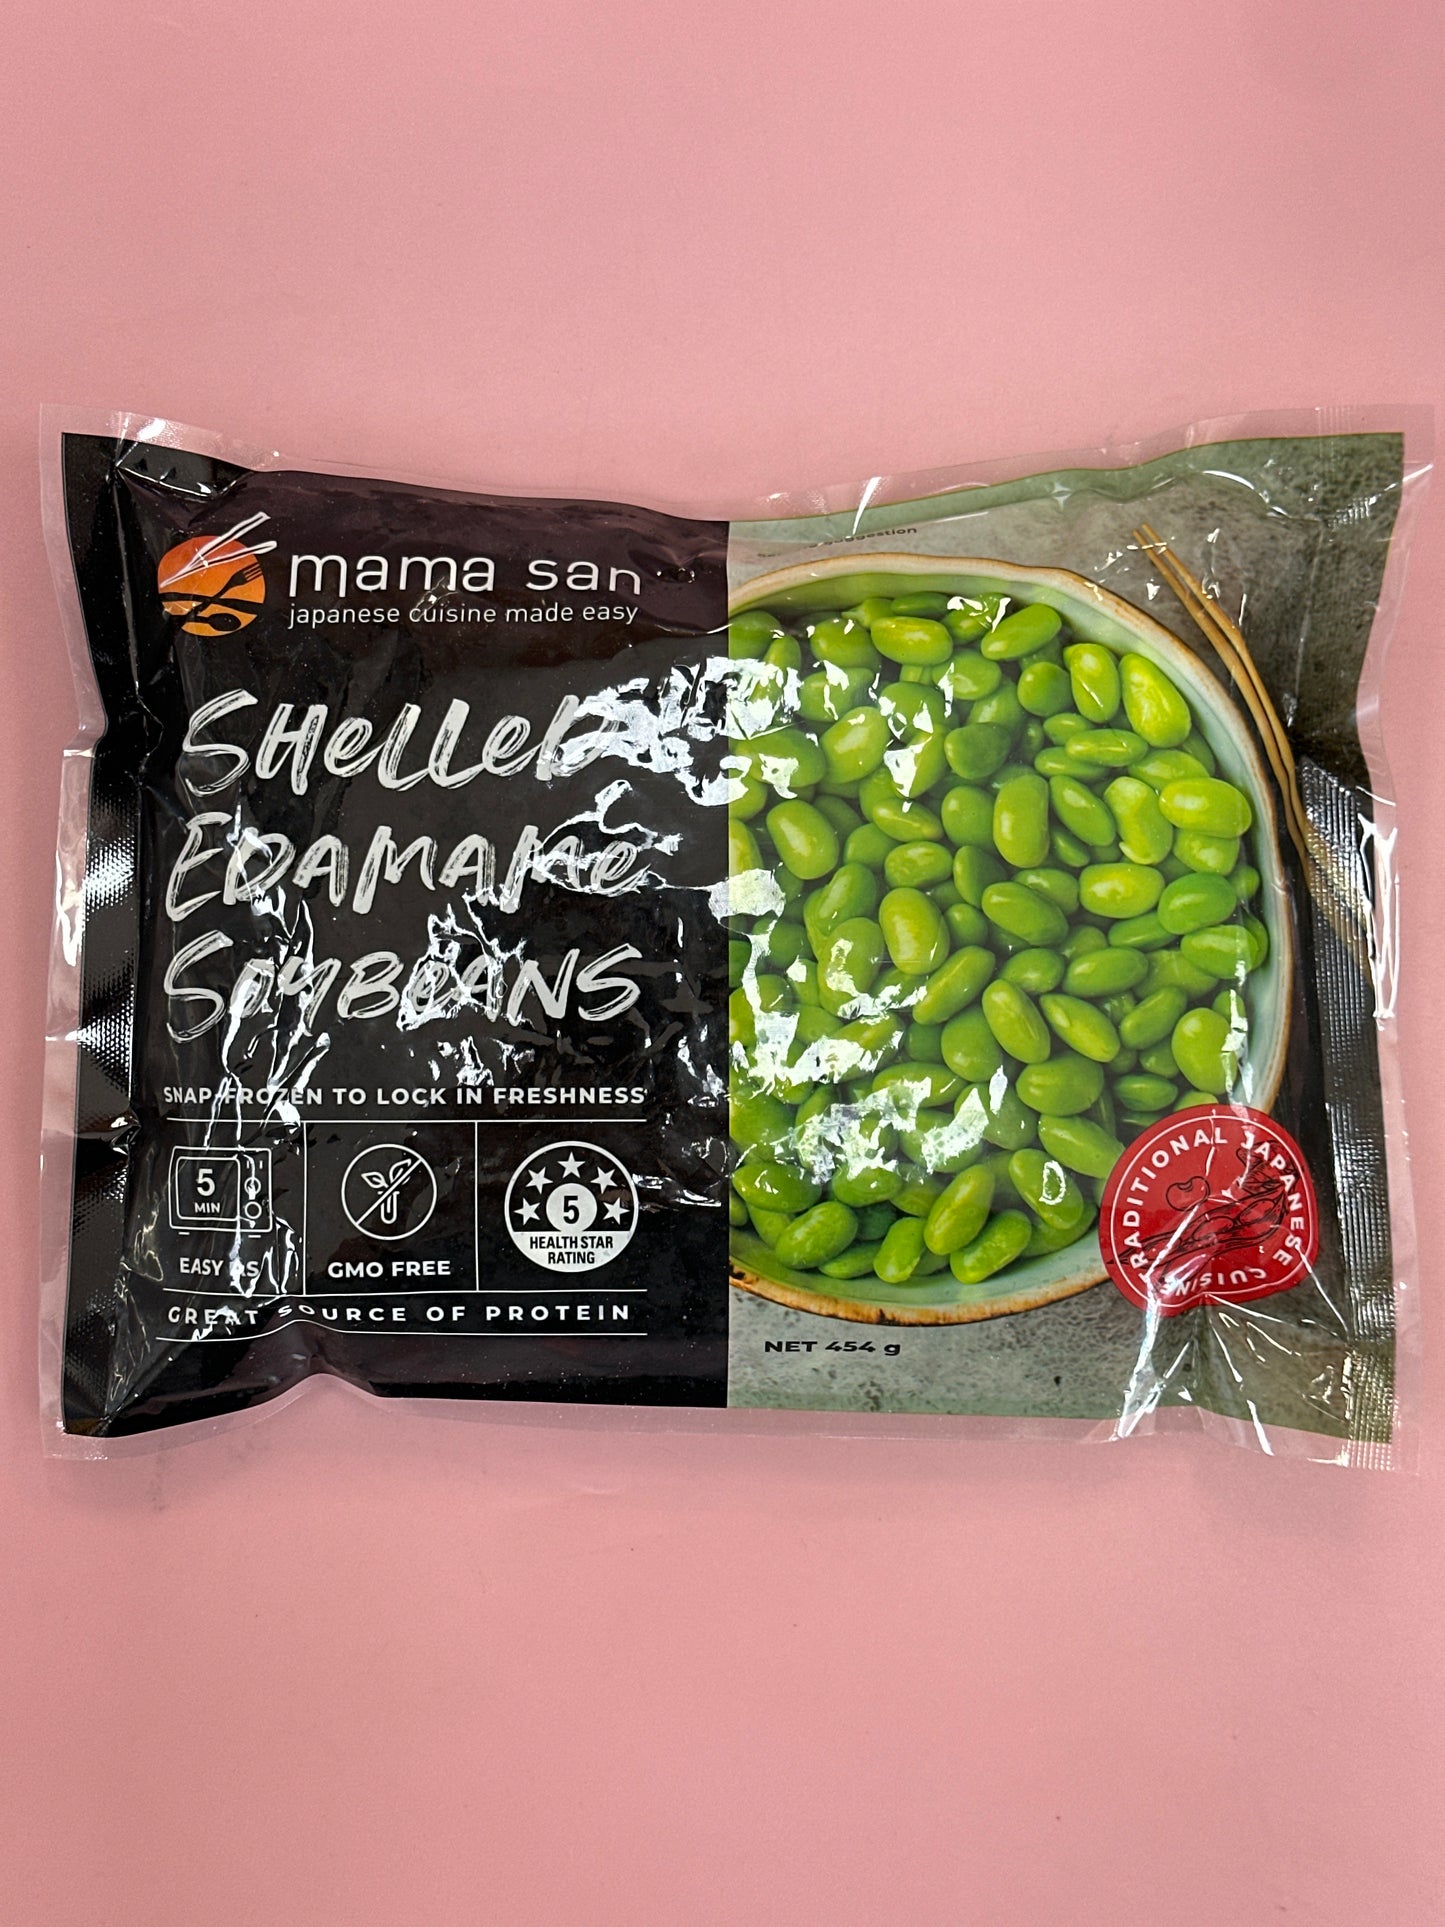 mama san
japanese cuisine made easy
SHELLED
EDAMAME
SOYBEANS
SNAP FROZEN TO LOCK IN FRESHNESS
5
MIN
EASY
GMO FREE
5
HEALTH STAR
RATING
GREAT SOURCE OF PROTEIN
suggestion
NET 454 g
TRADITIONAL JAPANESE CUISINE